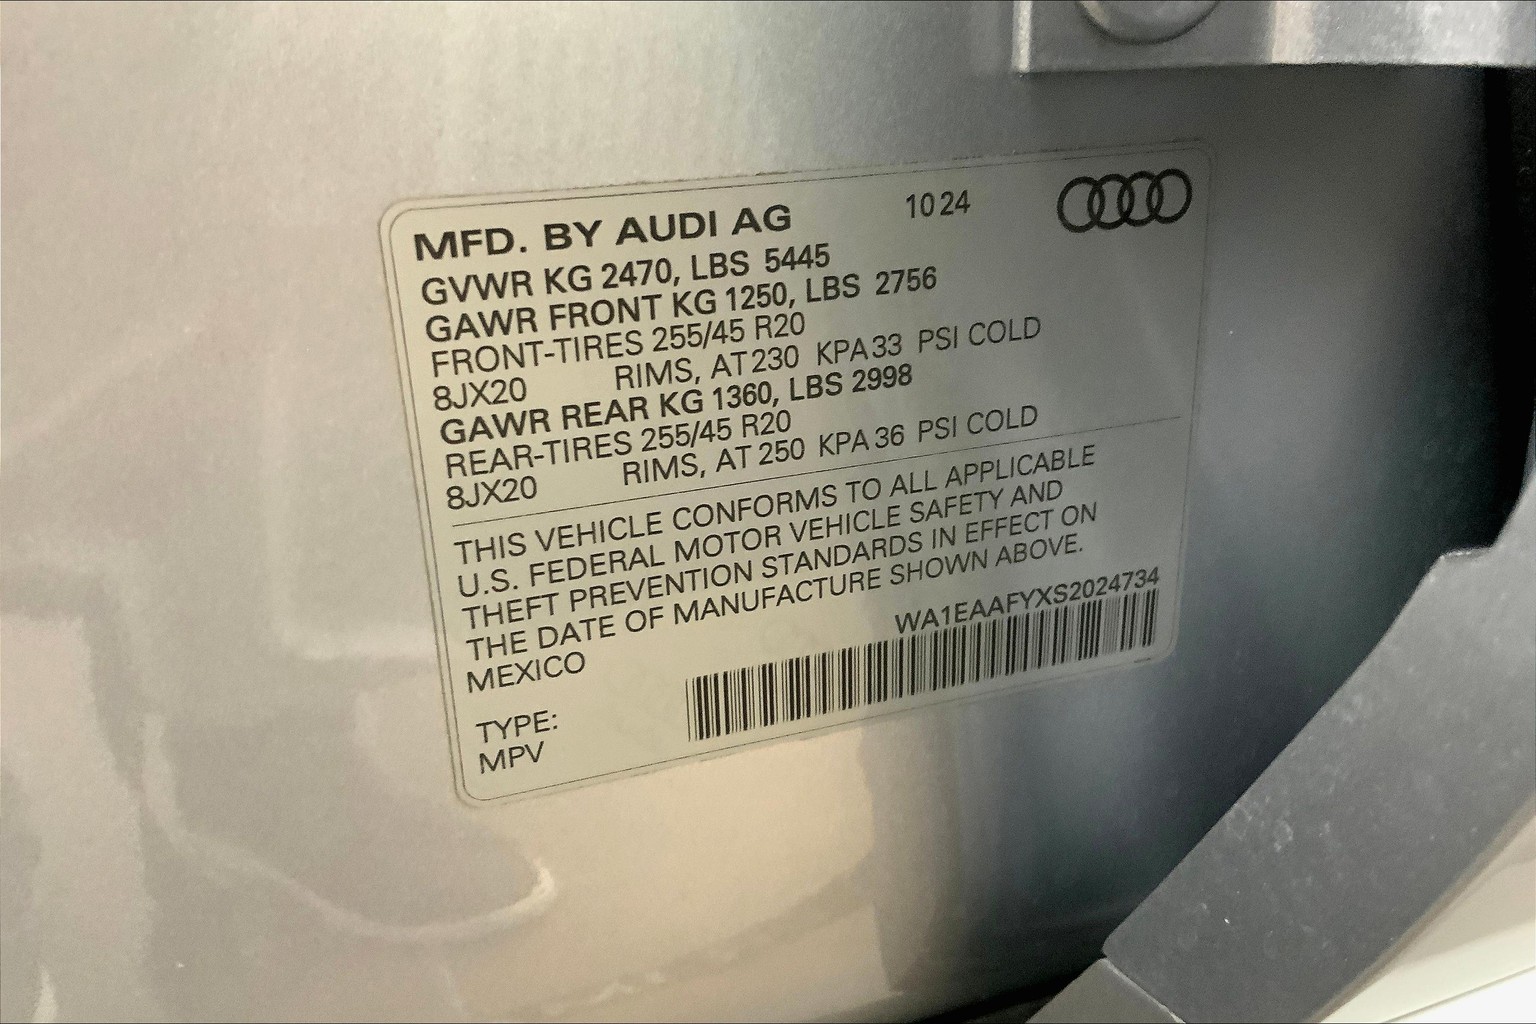 MFD. BY AUDI AG 10 24
GVWR KG 2470, LBS 5445
GAWR FRONT KG 1250, LBS 2756
FRONT-TIRES 255/45 R20
8JX20 RIMS, AT 230 KPA 33 PSI COLD
GAWR REAR KG 1360, LBS 2998
REAR-TIRES 255/45 R20
8JX20 RIMS, AT 250 KPA 36 PSI COLD
THIS VEHICLE CONFORMS TO ALL APPLICABLE
U.S. FEDERAL MOTOR VEHICLE SAFETY AND
THEFT PREVENTION STANDARDS IN EFFECT ON
THE DATE OF MANUFACTURE SHOWN ABOVE.
MEXICO WA1EAAFYXS2024734
TYPE:
MPV